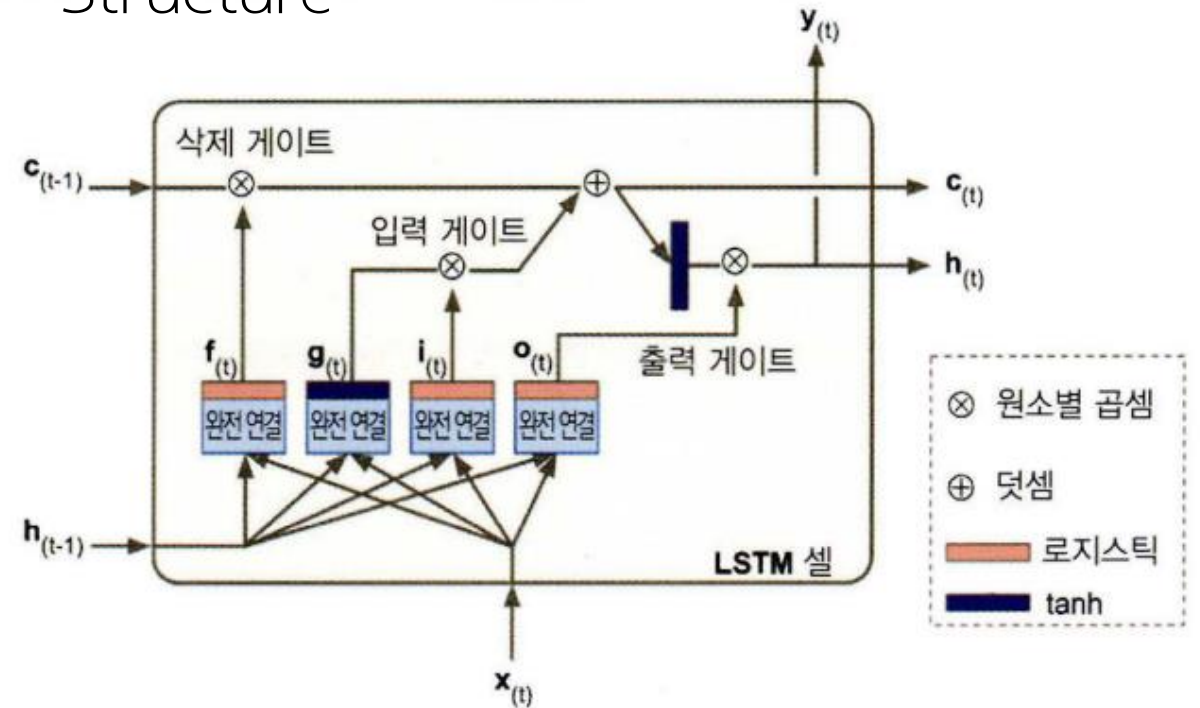 Structure
y(t)
삭제 게이트
c(t-1)
c(t)
입력 게이트
h(t)
f(t) g(t) i(t) o(t)
출력 게이트
완전 연결 완전 연결 완전 연결 완전 연결
h(t-1)
LSTM 셀
x(t)
원소별 곱셈
덧셈
로지스틱
tanh